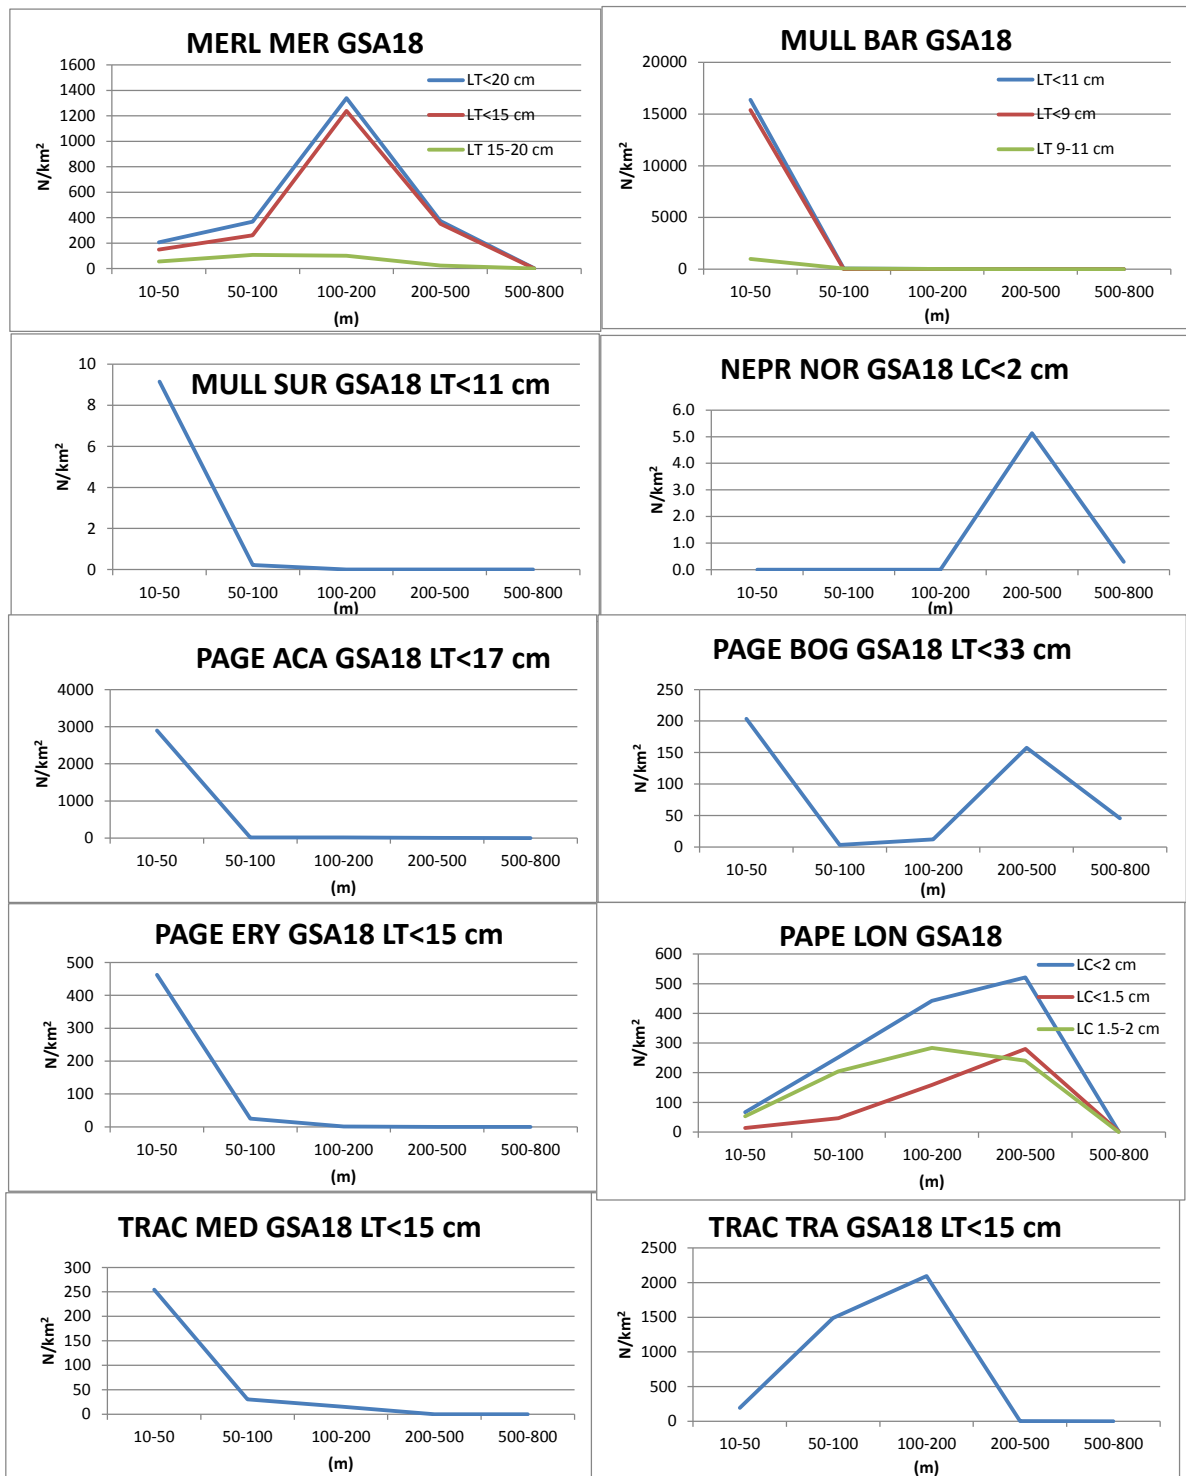 MERL MER GSA18
1600
1400
1200
1000
800
600
400
200
0
N/km²
LT<20 cm
LT<15 cm
LT 15-20 cm
10-50 50-100 100-200 200-500 500-800
(m)
MULL BAR GSA18
20000
15000
10000
5000
0
N/km²
LT<11 cm
LT<9 cm
LT 9-11 cm
10-50 50-100 100-200 200-500 500-800
(m)
MULL SUR GSA18 LT<11 cm
10
8
6
4
2
0
N/km²
10-50 50-100 100-200 200-500 500-800
(m)
NEPR NOR GSA18 LC<2 cm
6.0
5.0
4.0
3.0
2.0
1.0
0.0
N/km²
10-50 50-100 100-200 200-500 500-800
(m)
PAGE ACA GSA18 LT<17 cm
4000
3000
2000
1000
0
N/km²
10-50 50-100 100-200 200-500 500-800
(m)
PAGE BOG GSA18 LT<33 cm
250
200
150
100
50
0
N/km²
10-50 50-100 100-200 200-500 500-800
(m)
PAGE ERY GSA18 LT<15 cm
500
400
300
200
100
0
N/km²
10-50 50-100 100-200 200-500 500-800
(m)
PAPE LON GSA18
600
500
400
300
200
100
0
N/km²
LC<2 cm
LC<1.5 cm
LC 1.5-2 cm
10-50 50-100 100-200 200-500 500-800
(m)
TRAC MED GSA18 LT<15 cm
300
250
200
150
100
50
0
N/km²
10-50 50-100 100-200 200-500 500-800
(m)
TRAC TRA GSA18 LT<15 cm
2500
2000
1500
1000
500
0
N/km²
10-50 50-100 100-200 200-500 500-800
(m)